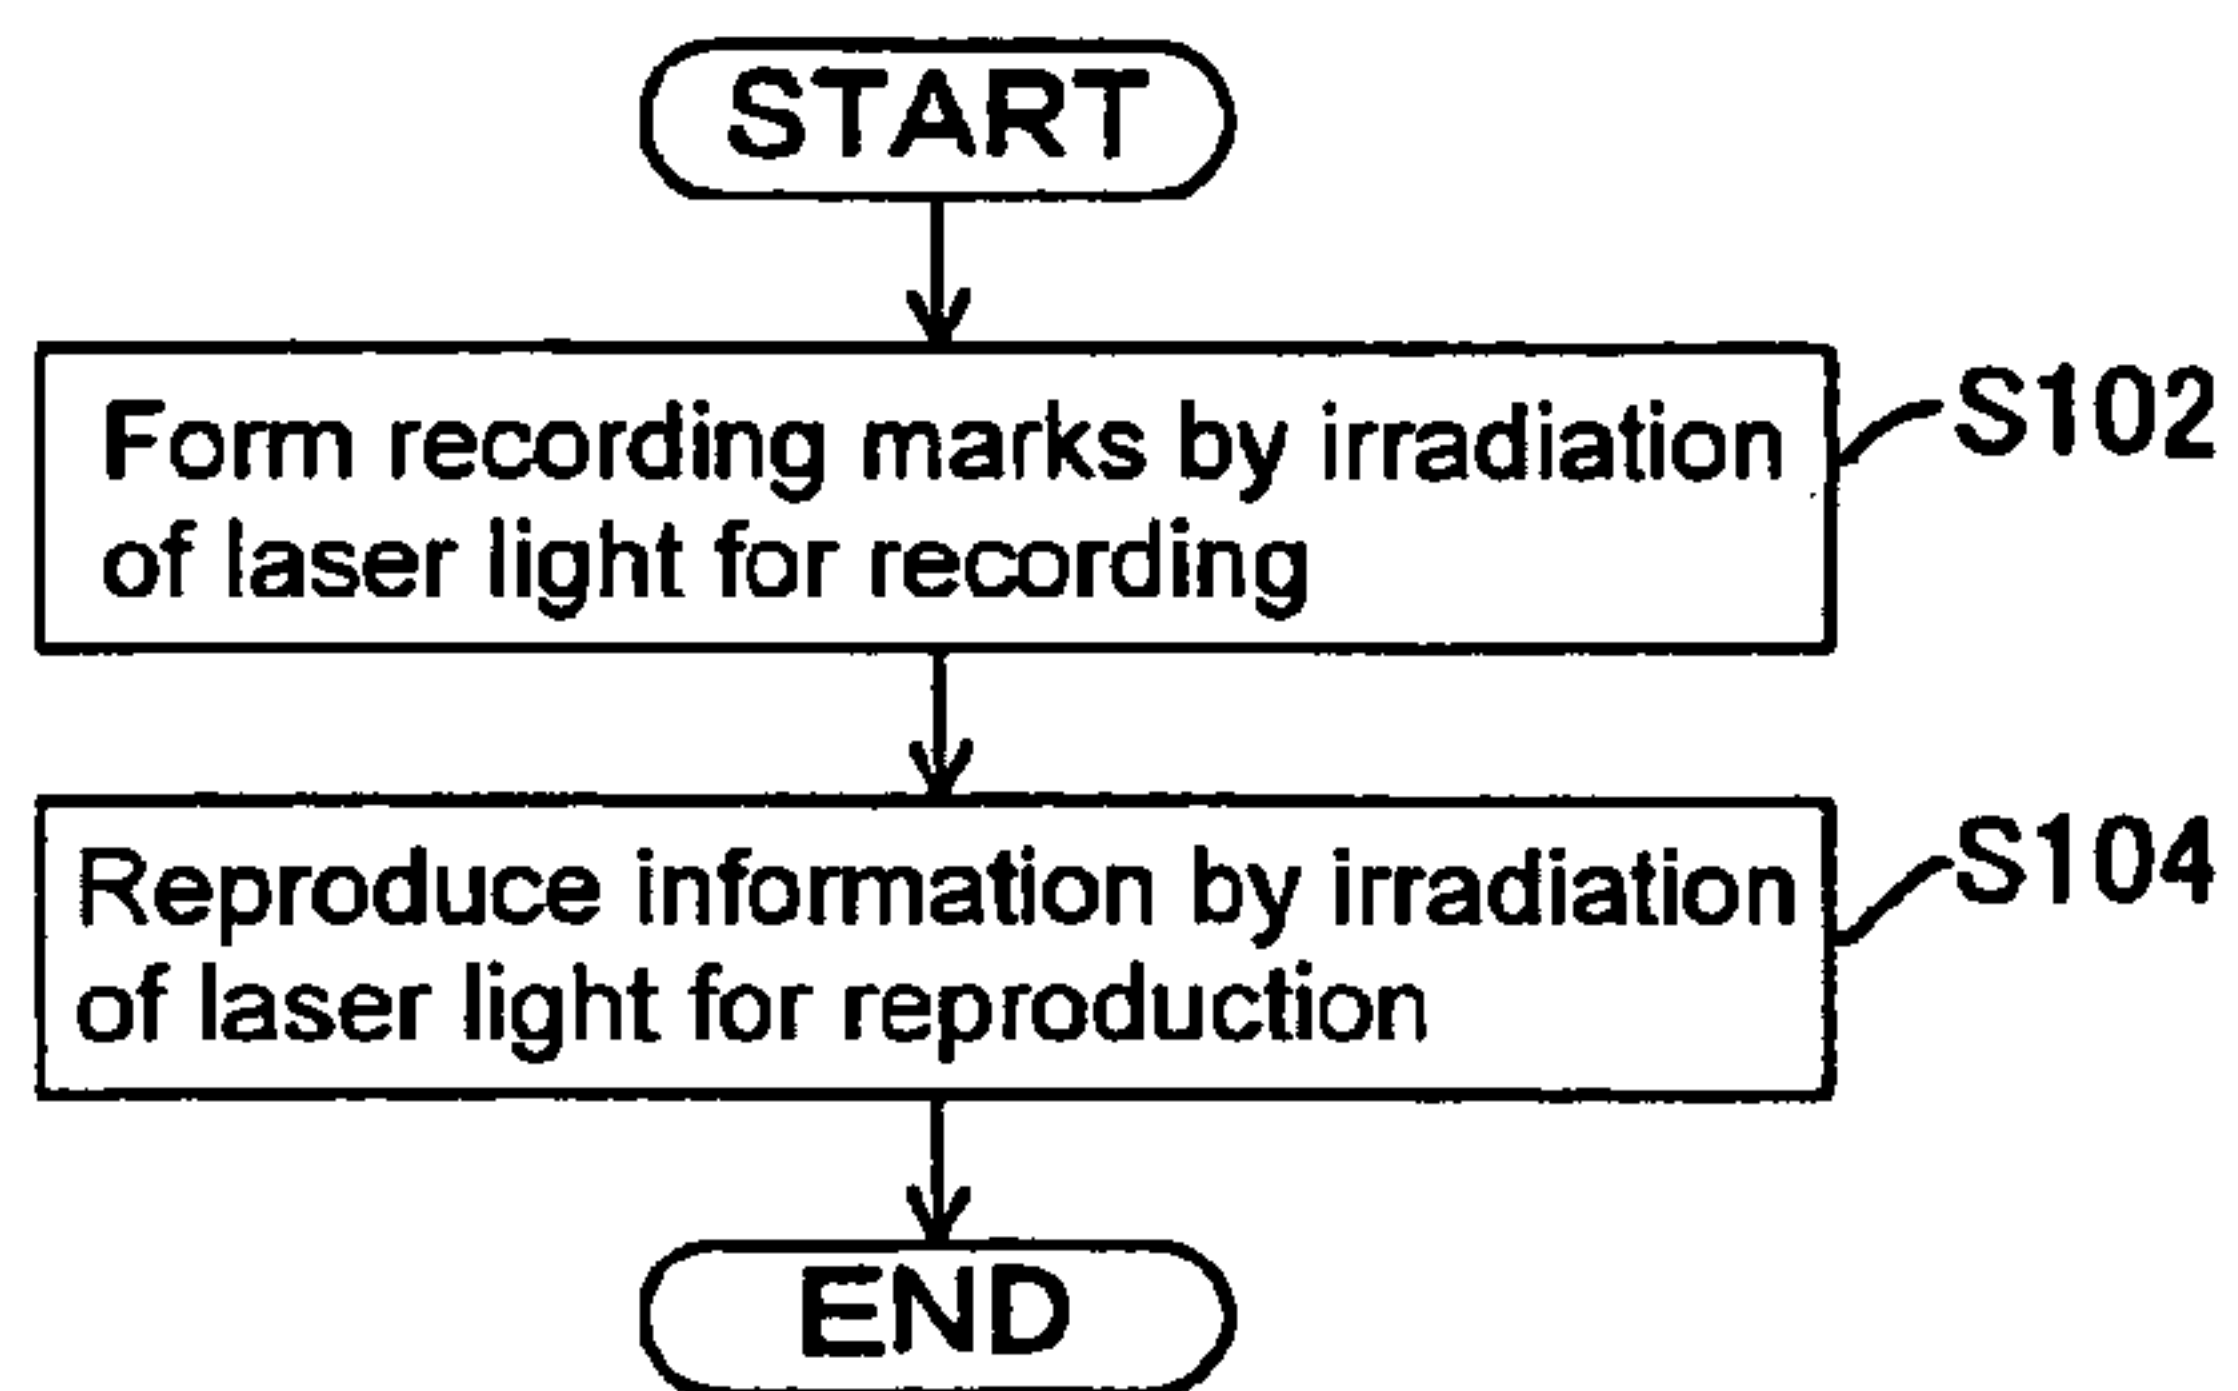 START
Form recording marks by irradiation
of laser light for recording
S102
Reproduce information by irradiation
of laser light for reproduction
S104
END